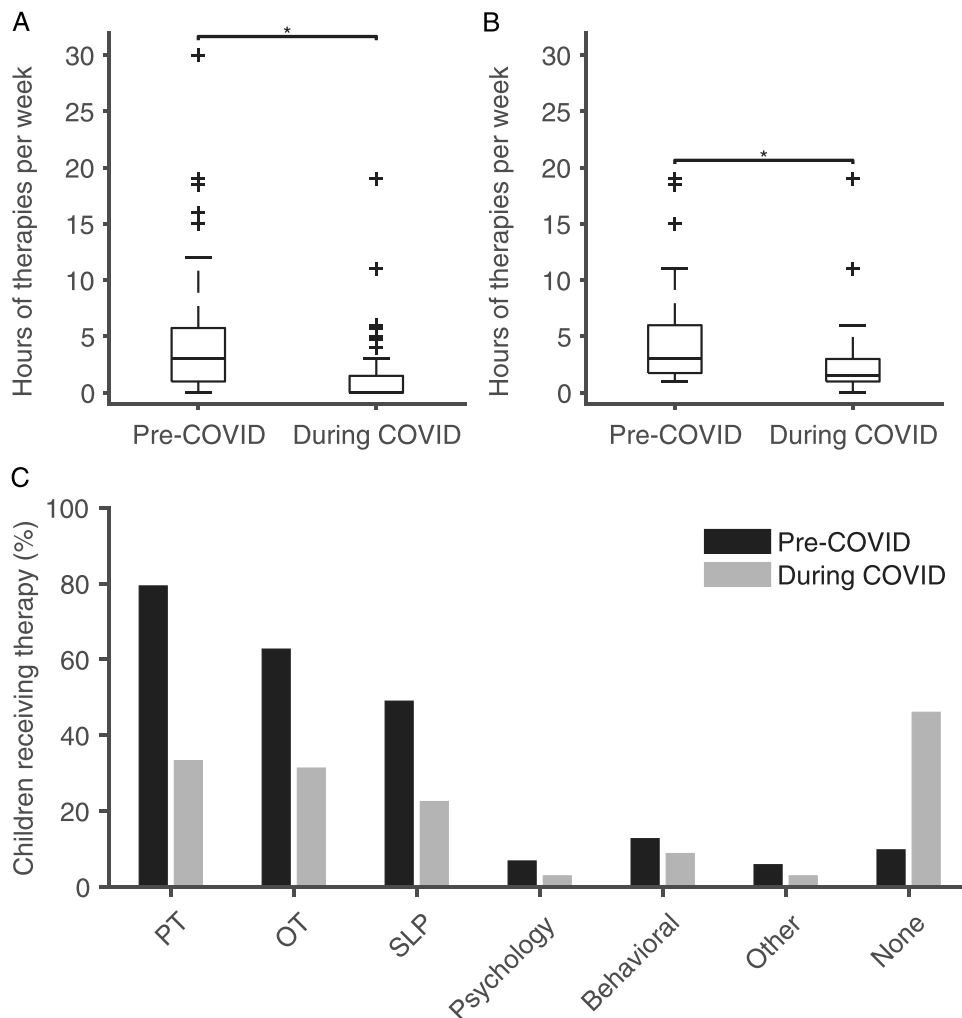 A
*
30
25
20
15
10
5
0
Hours of therapies per week
Pre-COVID During COVID
B
*
30
25
20
15
10
5
0
Hours of therapies per week
Pre-COVID During COVID
C
100
80
60
40
20
0
Children receiving therapy (%)
Pre-COVID
During COVID
PT
OT
SLP
Psychology
Behavioral
Other
None